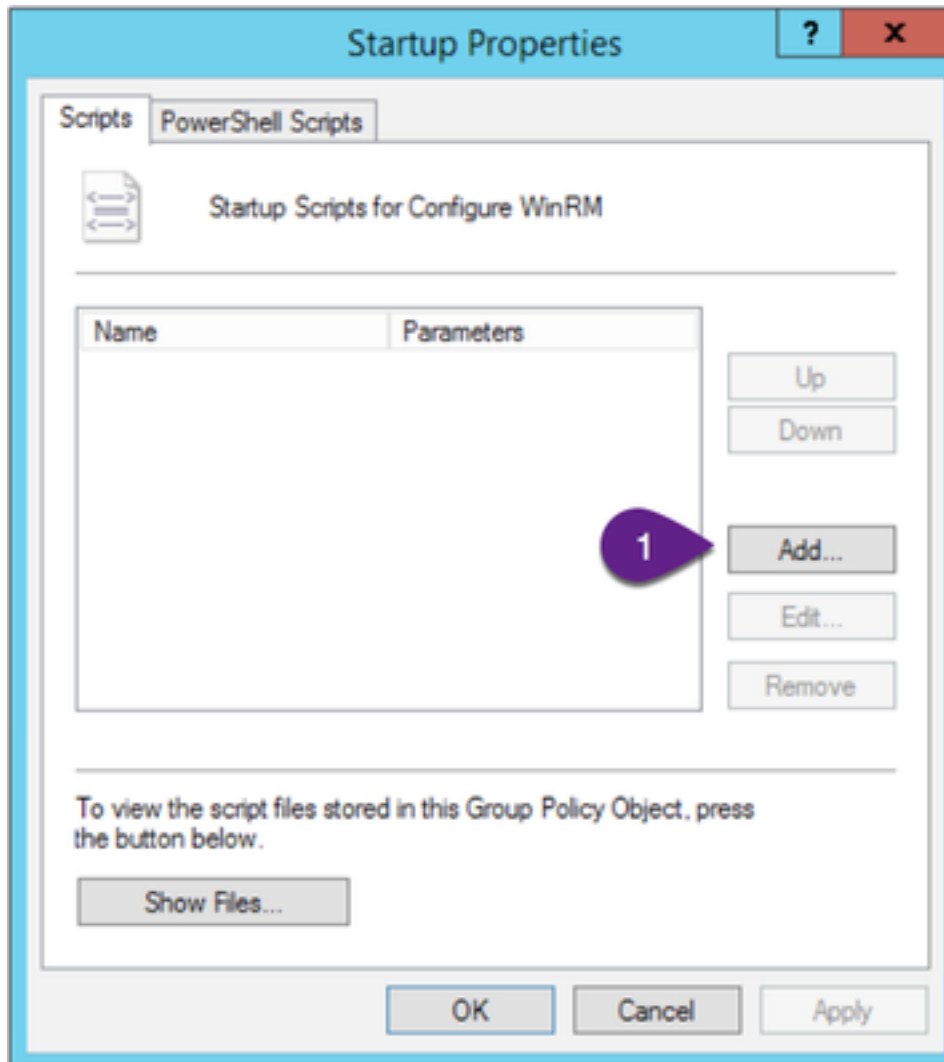 Startup Properties
?
x
Scripts
PowerShell Scripts
Startup Scripts for Configure WinRM
Name
Parameters
Up
Down
1
Add...
Edit...
Remove
To view the script files stored in this Group Policy Object, press
the button below.
Show Files...
OK
Cancel
Apply